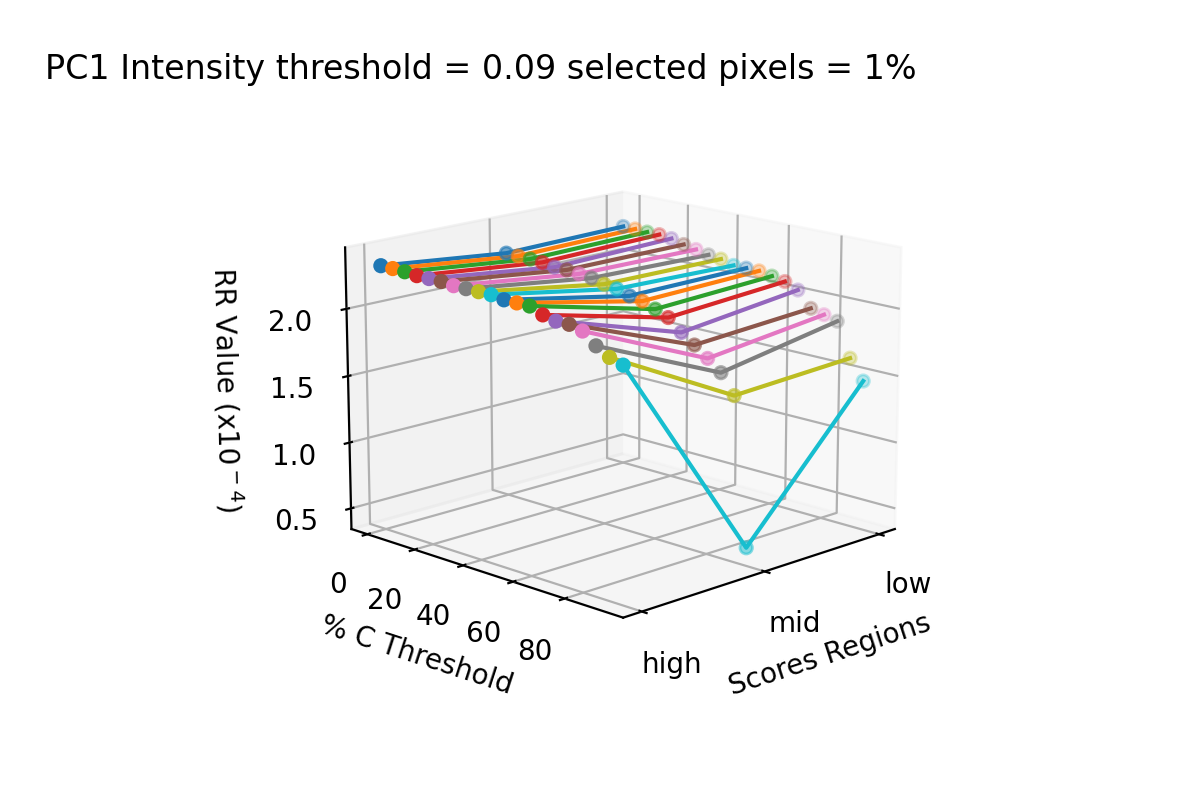 PC1 Intensity threshold = 0.09 selected pixels = 1%
RR Value (x10⁻⁴)
2.0
1.5
1.0
0.5
0
20
40
60
80
% C Threshold
high
mid
low
Scores Regions